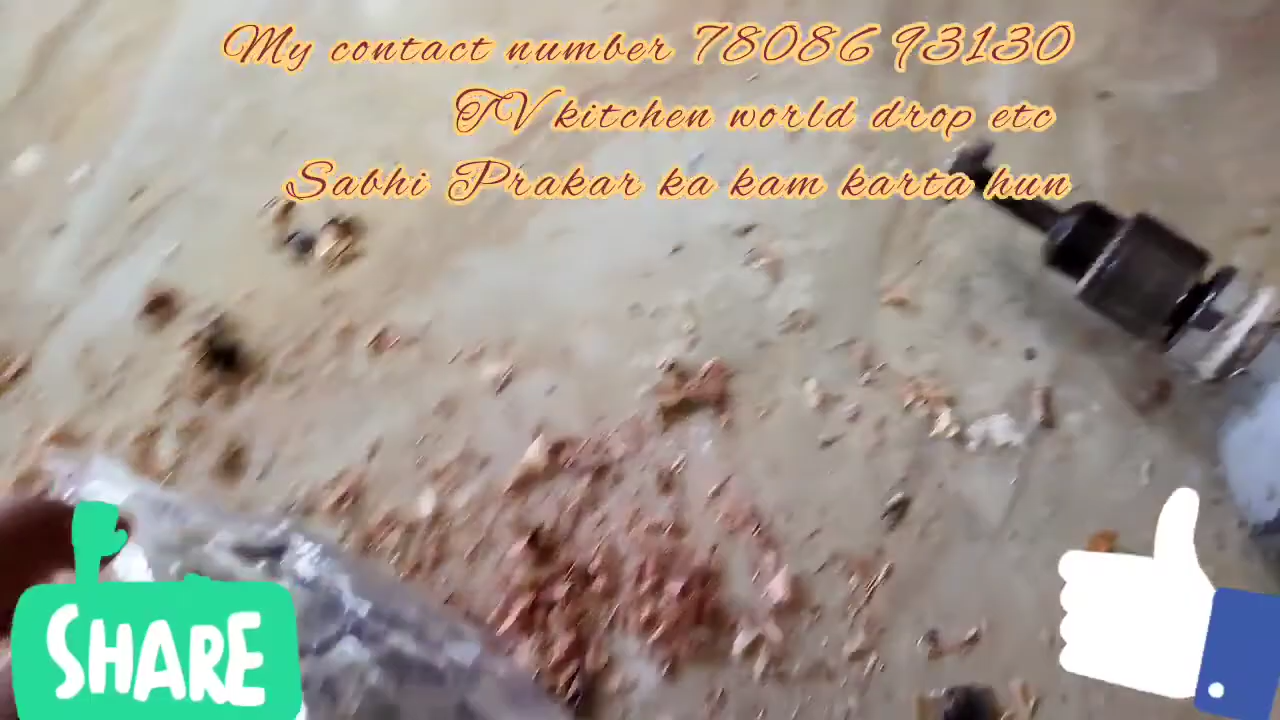 My contact number 78086 93130
TV kitchen world drop etc
Sabhi Prakar ka kam karta hun
SHARE